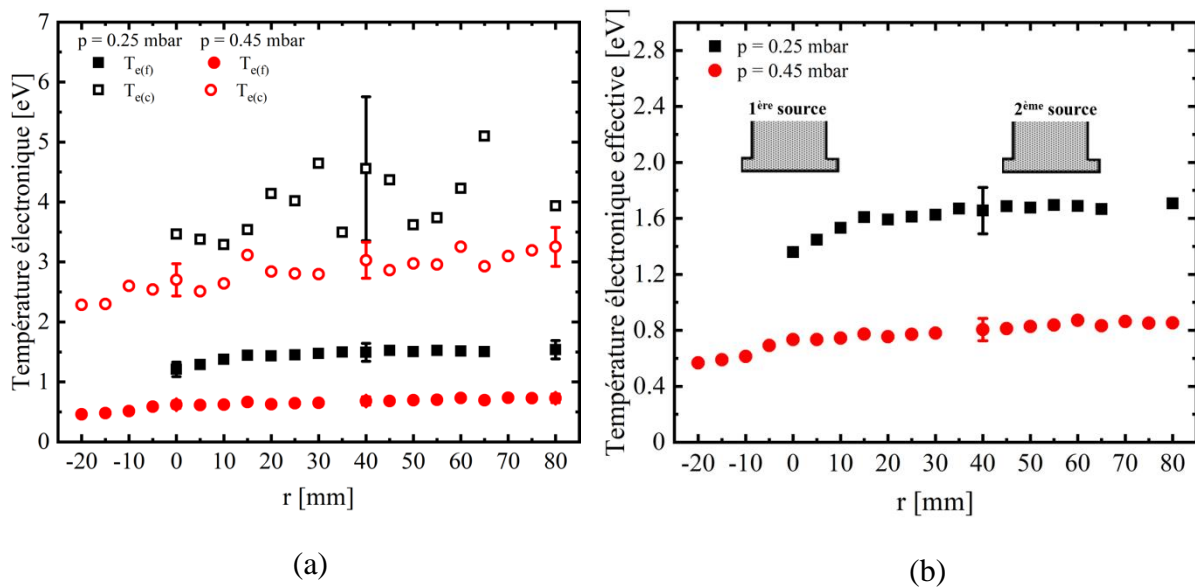 p = 0.25 mbar p = 0.45 mbar
Te(f) Te(f)
Te(c) Te(c)
Température électronique [eV]
7
6
5
4
3
2
1
0
-20 -10 0 10 20 30 40 50 60 70 80
r [mm]
(a)
p = 0.25 mbar
p = 0.45 mbar
1ère source
2ème source
Température électronique effective [eV]
2.8
2.4
2.0
1.6
1.2
0.8
0.4
0
-20 -10 0 10 20 30 40 50 60 70 80
r [mm]
(b)